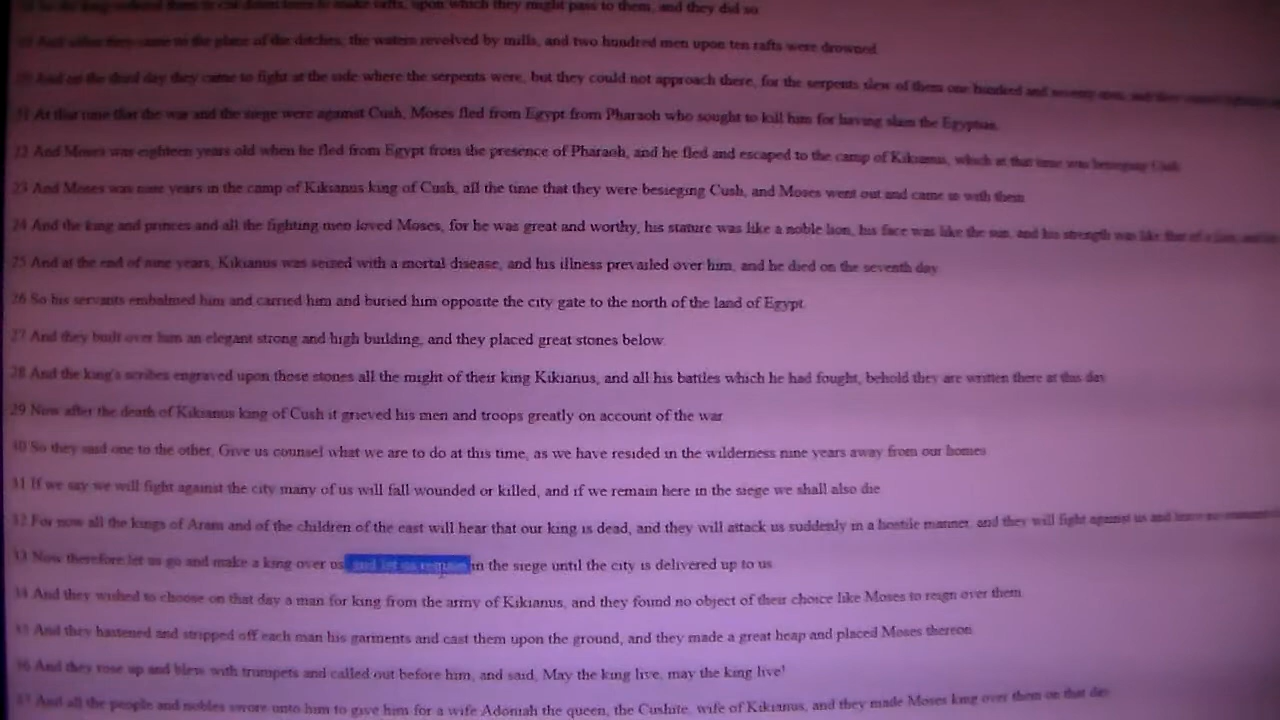 to make rafts, upon which they might pass to them, and they did so
And when they came to the place of the ditches, the waters revolved by mills, and two hundred men upon ten rafts were drowned
20 And on the third day they came to fight at the side where the serpents were, but they could not approach there, for the serpents slew of them one hundred and seventy men, and they
21 At that time that the war and the siege were against Cush, Moses fled from Egypt from Pharaoh who sought to kill him for having slain the Egyptian.
22 And Moses was eighteen years old when he fled from Egypt from the presence of Pharaoh, and he fled and escaped to the camp of Kikianus, which at that time was besieging Cush
23 And Moses was nine years in the camp of Kikianus king of Cush, all the time that they were besieging Cush, and Moses went out and came in with them
24 And the king and princes and all the fighting men loved Moses, for he was great and worthy, his stature was like a noble lion, his face was like the sun, and his strength was like that of a lion, and
25 And at the end of nine years, Kikianus was seized with a mortal disease, and his illness prevailed over him, and he died on the seventh day
26 So his servants embalmed him and carried him and buried him opposite the city gate to the north of the land of Egypt.
27 And they built over him an elegant strong and high building, and they placed great stones below.
28 And the king's scribes engraved upon those stones all the might of their king Kikianus, and all his battles which he had fought, behold they are written there at this day
29 Now after the death of Kikianus king of Cush it grieved his men and troops greatly on account of the war
30 So they said one to the other, Give us counsel what we are to do at this time, as we have resided in the wilderness nine years away from our homes
31 If we say we will fight against the city many of us will fall wounded or killed, and if we remain here in the siege we shall also die
32 For now all the kings of Aram and of the children of the east will hear that our king is dead, and they will attack us suddenly in a hostile manner, and they will fight against us and leave no
33 Now therefore let us go and make a king over us, and let us remain in the siege until the city is delivered up to us
34 And they wished to choose on that day a man for king from the army of Kikianus, and they found no object of their choice like Moses to reign over them.
35 And they hastened and stripped off each man his garments and cast them upon the ground, and they made a great heap and placed Moses thereon
36 And they rose up and blew with trumpets and called out before him, and said, May the king live, may the king live!
37 And all the people and nobles swore unto him to give him for a wife Adoniah the queen, the Cushite, wife of Kikianus, and they made Moses king over them on that day